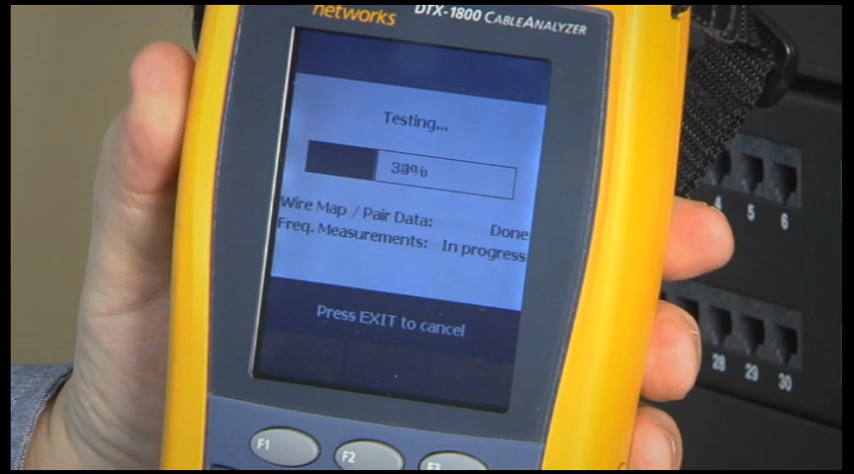 networks DTX-1800 CABLEANALYZER
Testing...
Wire Map / Pair Data: Done
Freq. Measurements: In progress
Press EXIT to cancel
F1 F2 F3
4 5 6
28 29 30